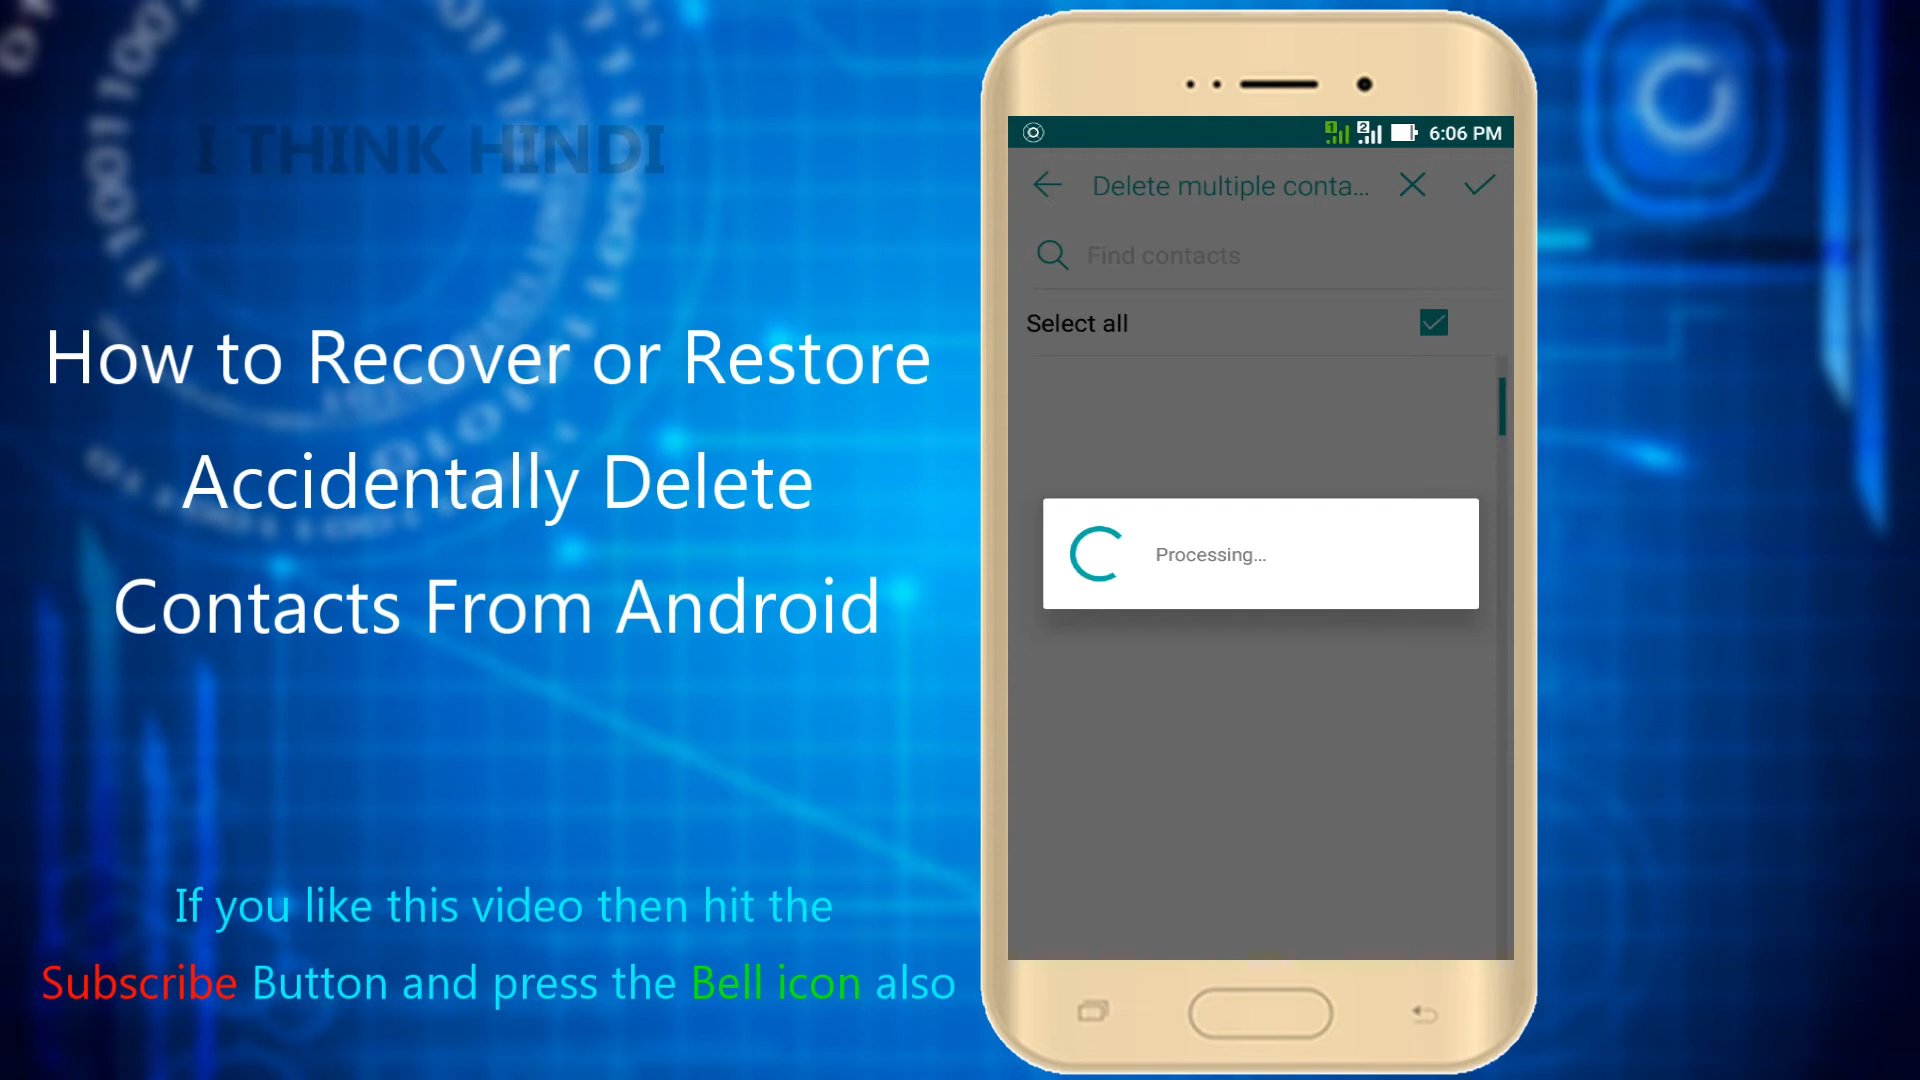 I THINK HINDI
How to Recover or Restore
Accidentally Delete
Contacts From Android
If you like this video then hit the
Subscribe Button and press the Bell icon also
6:06 PM
Delete multiple conta...
Find contacts
Select all
Processing...